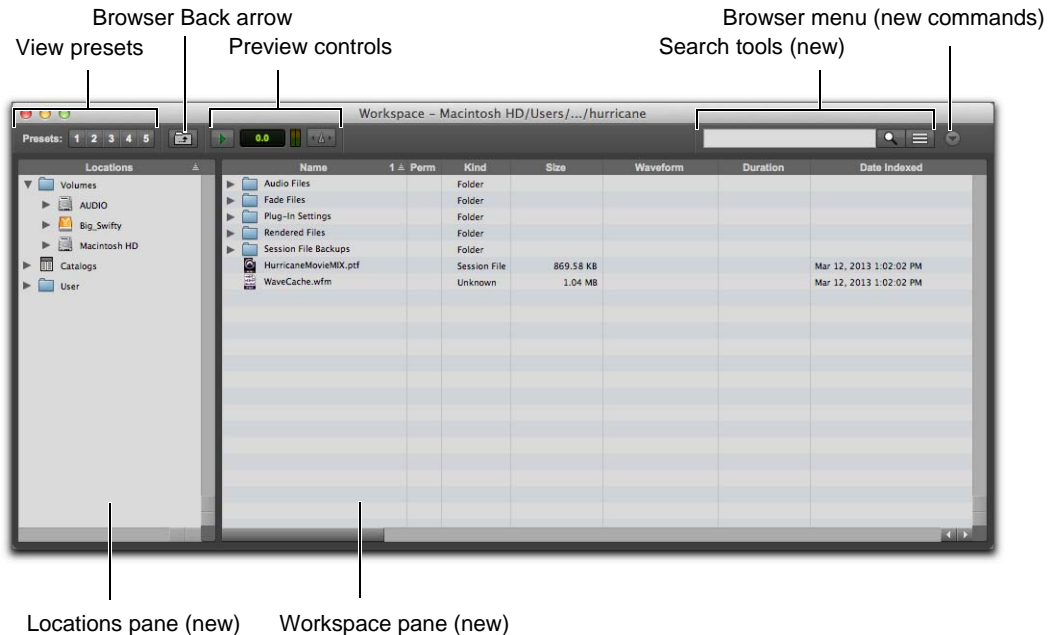 Browser Back arrow
Browser menu (new commands)
View presets
Preview controls
Search tools (new)
Workspace – Macintosh HD/Users/.../hurricane
Presets: 1 2 3 4 5
0.0
Locations
Name 1 Perm Kind Size Waveform Duration Date Indexed
Volumes
AUDIO
Big_Swifty
Macintosh HD
Catalogs
User
Audio Files Folder
Fade Files Folder
Plug-In Settings Folder
Rendered Files Folder
Session File Backups Folder
HurricaneMovieMIX.ptf Session File 869.58 KB Mar 12, 2013 1:02:02 PM
WaveCache.wfm Unknown 1.04 MB Mar 12, 2013 1:02:02 PM
Locations pane (new)
Workspace pane (new)